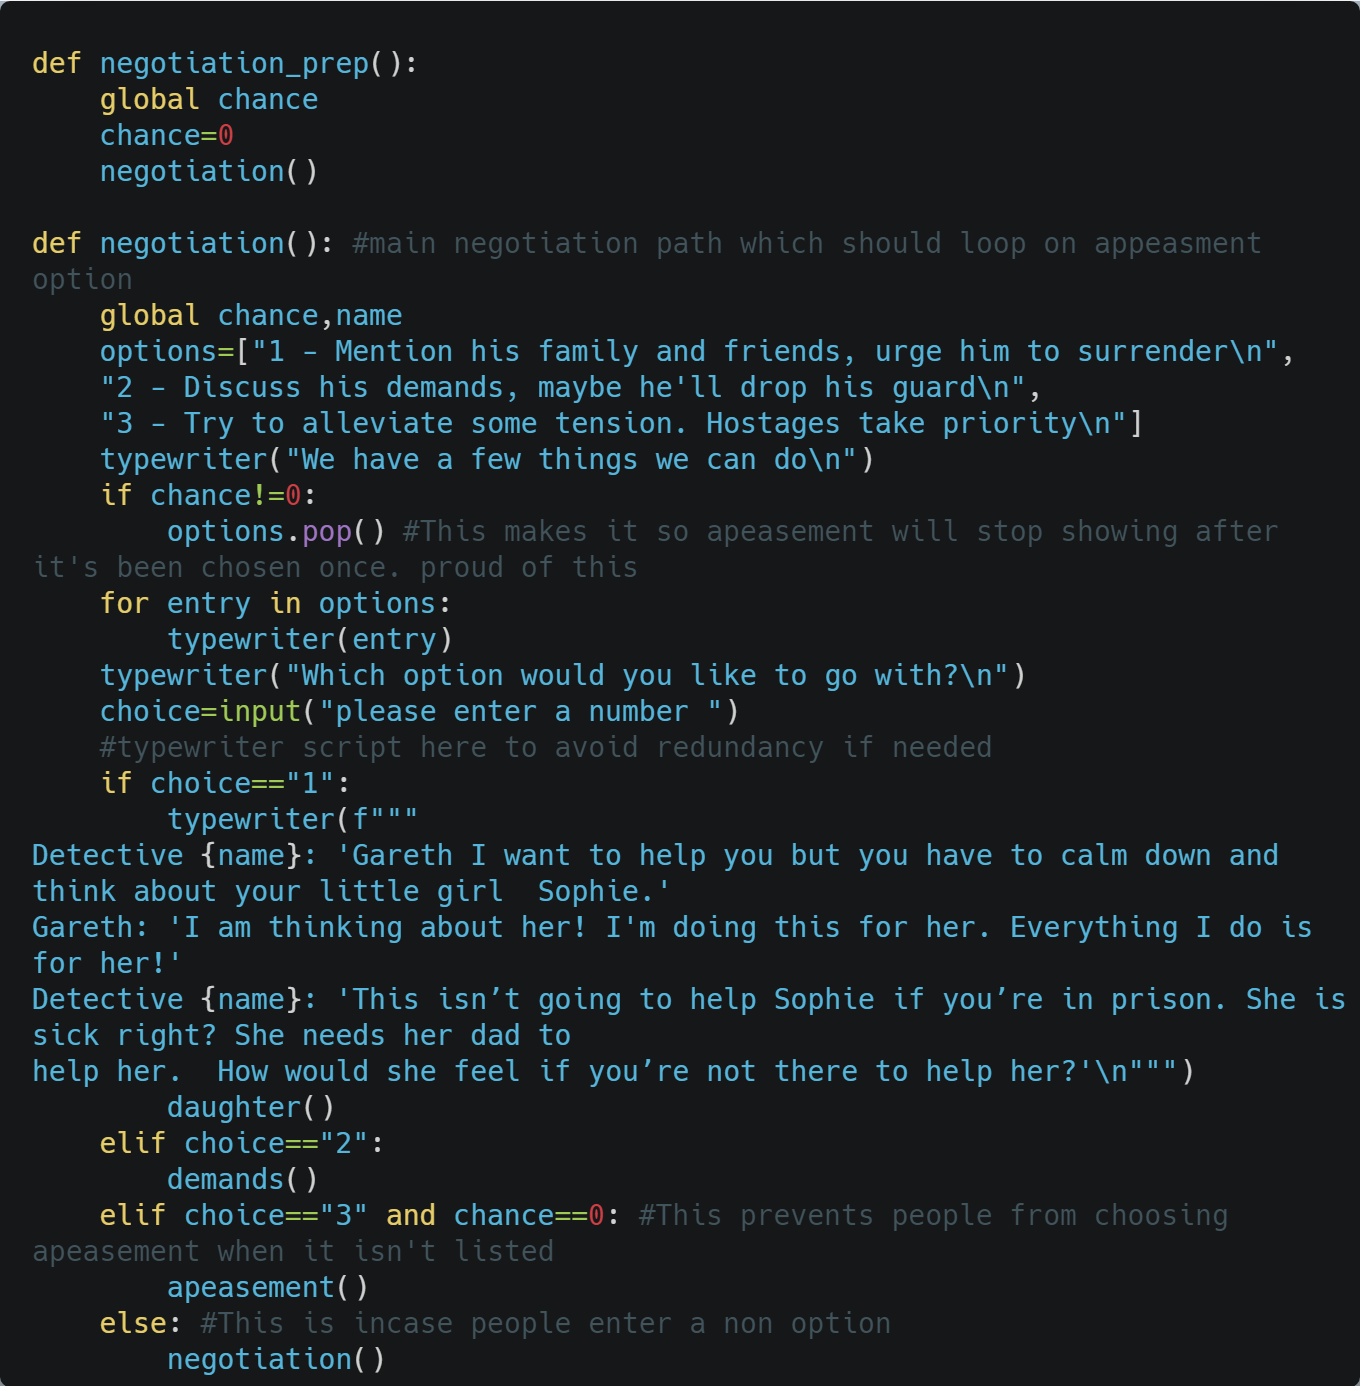 def negotiation_prep():
    global chance
    chance=0
    negotiation()

def negotiation(): #main negotiation path which should loop on appeasment
option
    global chance,name
    options=["1 - Mention his family and friends, urge him to surrender\n",
    "2 - Discuss his demands, maybe he'll drop his guard\n",
    "3 - Try to alleviate some tension. Hostages take priority\n"]
    typewriter("We have a few things we can do\n")
    if chance!=0:
        options.pop() #This makes it so apeasement will stop showing after
it's been chosen once. proud of this
    for entry in options:
        typewriter(entry)
    typewriter("Which option would you like to go with?\n")
    choice=input("please enter a number ")
    #typewriter script here to avoid redundancy if needed
    if choice=="1":
        typewriter(f"""
Detective {name}: 'Gareth I want to help you but you have to calm down and
think about your little girl  Sophie.'
Gareth: 'I am thinking about her! I'm doing this for her. Everything I do is
for her!'
Detective {name}: 'This isn’t going to help Sophie if you’re in prison. She is
sick right? She needs her dad to
help her.  How would she feel if you’re not there to help her?'\n""")
        daughter()
    elif choice=="2":
        demands()
    elif choice=="3" and chance==0: #This prevents people from choosing
apeasement when it isn't listed
        apeasement()
    else: #This is incase people enter a non option
        negotiation()